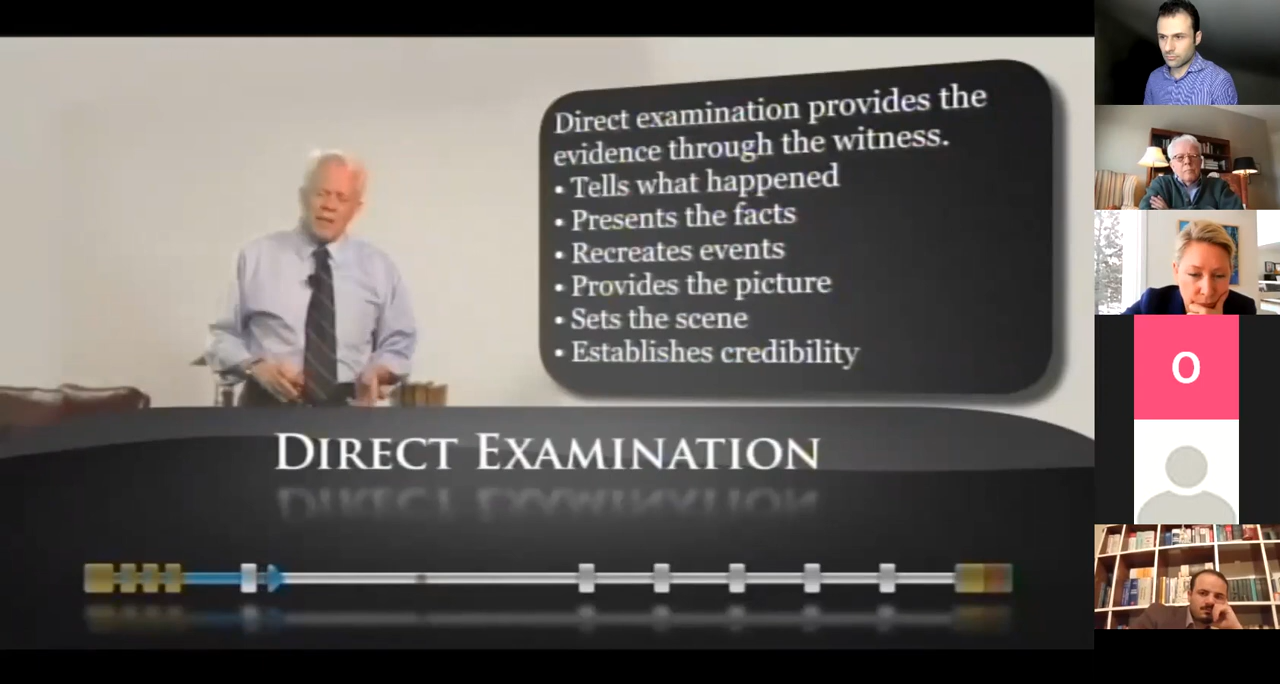 Direct examination provides the
evidence through the witness.
• Tells what happened
• Presents the facts
• Recreates events
• Provides the picture
• Sets the scene
• Establishes credibility
DIRECT EXAMINATION
O